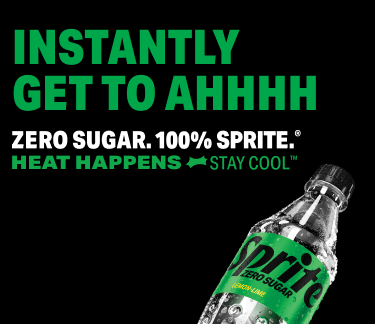 INSTANTLY
GET TO AHHHH
ZERO SUGAR. 100% SPRITE.®
HEAT HAPPENS STAY COOL™
Sprite
ZERO SUGAR
LEMON-LIME